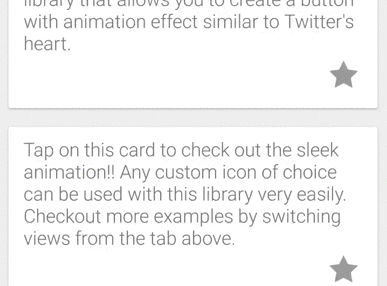 library that allows you to create a button
with animation effect similar to Twitter's
heart.
Tap on this card to check out the sleek
animation!! Any custom icon of choice
can be used with this library very easily.
Checkout more examples by switching
views from the tab above.